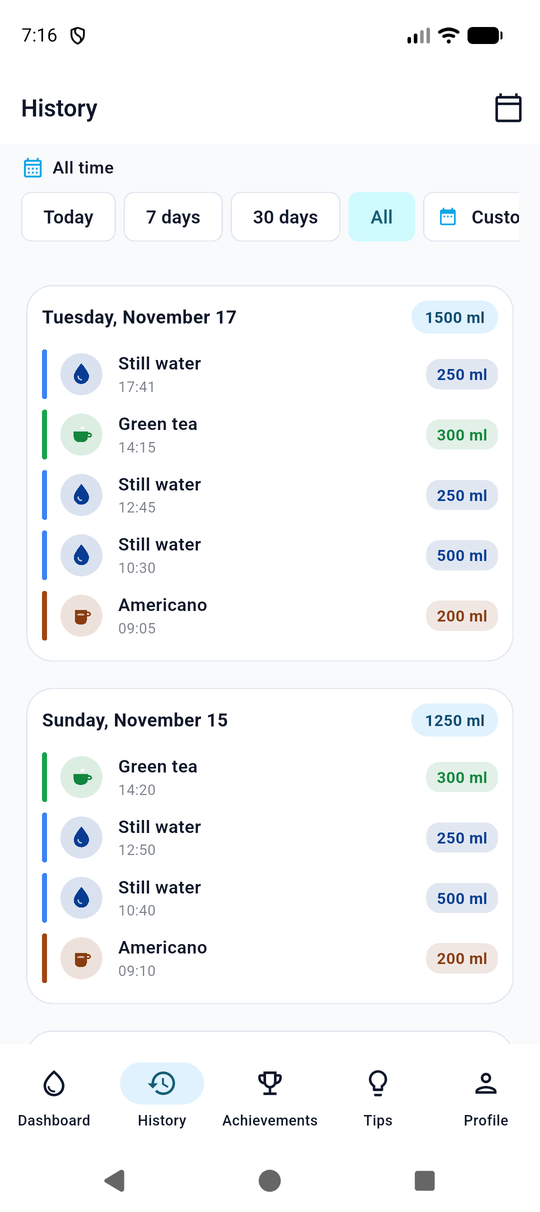 7:16
History
All time
Today
7 days
30 days
All
Custo
Tuesday, November 17
1500 ml
Still water
250 ml
17:41
Green tea
300 ml
14:15
Still water
250 ml
12:45
Still water
500 ml
10:30
Americano
200 ml
09:05
Sunday, November 15
1250 ml
Green tea
300 ml
14:20
Still water
250 ml
12:50
Still water
500 ml
10:40
Americano
200 ml
09:10
Dashboard
History
Achievements
Tips
Profile